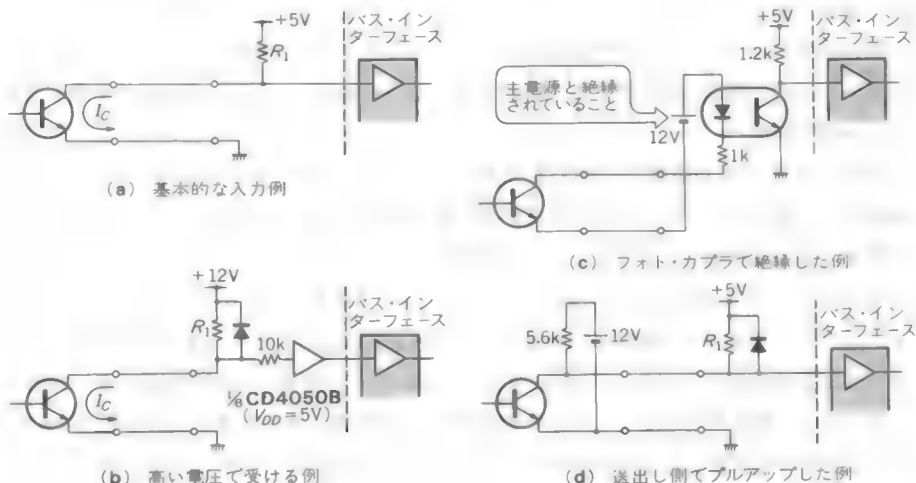 +5V
R1
バス・イン
ターフェース
IC
(a) 基本的な入力例
+5V
バス・イン
ターフェース
1.2k
主電源と絶縁
されていること
12V
1k
(c) フォト・カプラで絶縁した例
+12V
バス・イン
ターフェース
R1
10k
IC
1/6 CD4050B
(VDD=5V)
(b) 高い電圧で受ける例
+5V
バス・イン
ターフェース
5.6k
12V
R1
(d) 送出し側でプルアップした例